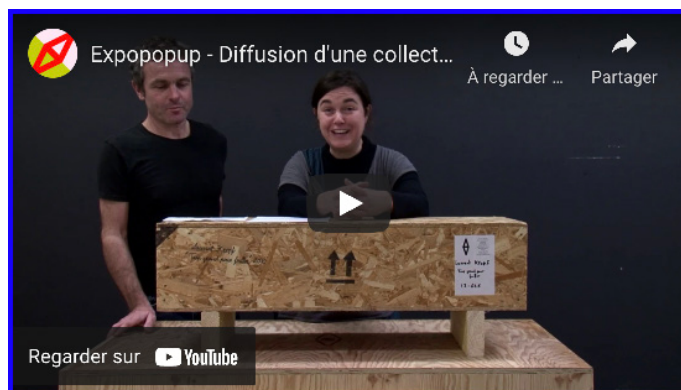 Expopopup - Diffusion d'une collect...
À regarder ...
Partager
Regarder sur YouTube